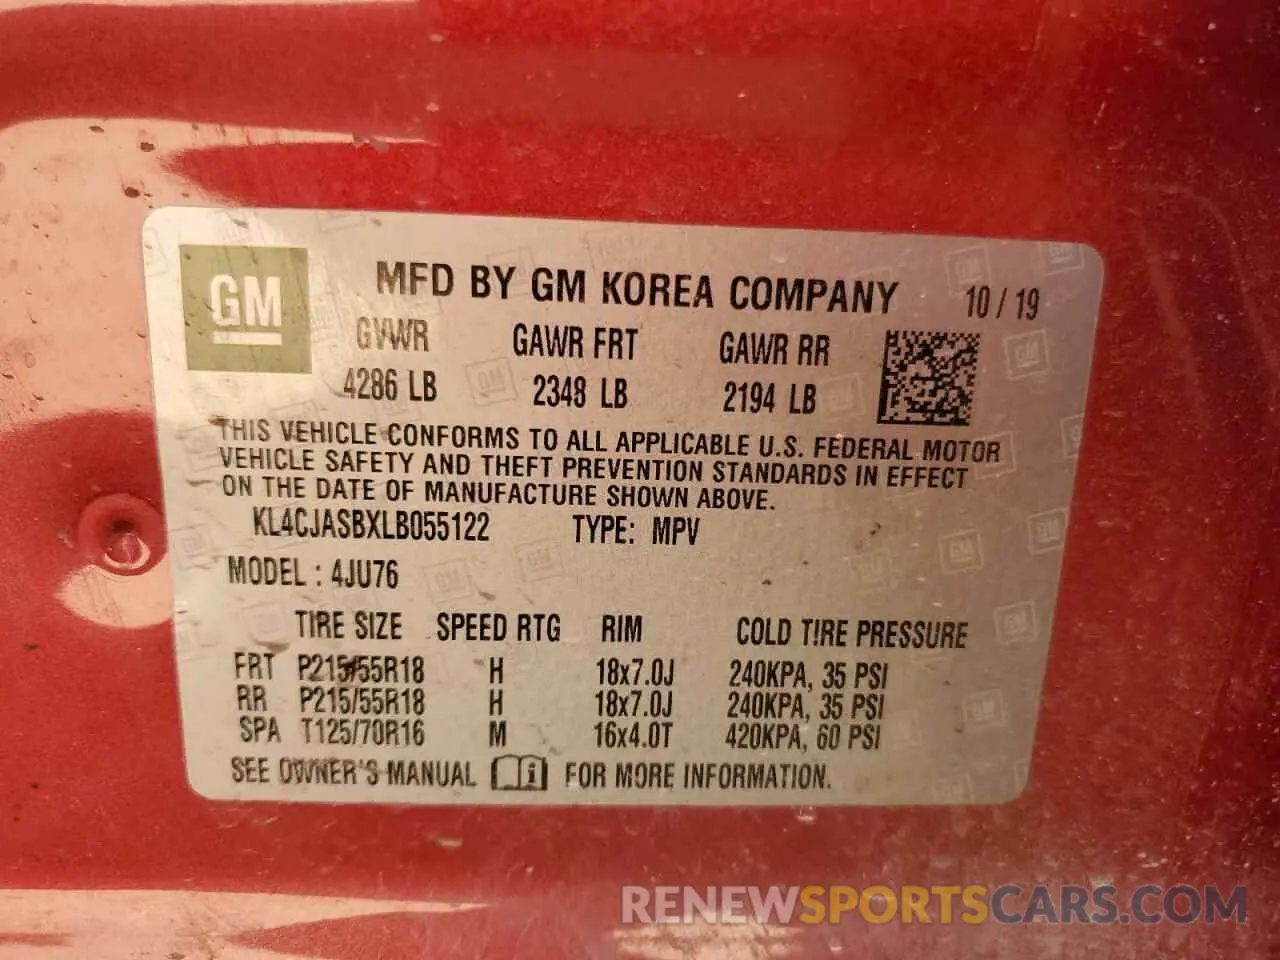 GM
MFD BY GM KOREA COMPANY 10 / 19
GVWR GAWR FRT GAWR RR
4286 LB 2348 LB 2194 LB
THIS VEHICLE CONFORMS TO ALL APPLICABLE U.S. FEDERAL MOTOR
VEHICLE SAFETY AND THEFT PREVENTION STANDARDS IN EFFECT
ON THE DATE OF MANUFACTURE SHOWN ABOVE.
KL4CJASBXLB055122 TYPE: MPV
MODEL : 4JU76
TIRE SIZE SPEED RTG RIM COLD TIRE PRESSURE
FRT P215/55R18 H 18x7.0J 240KPA, 35 PSI
RR P215/55R18 H 18x7.0J 240KPA, 35 PSI
SPA T125/70R16 M 16x4.0T 420KPA, 60 PSI
SEE OWNER'S MANUAL FOR MORE INFORMATION.
RENEWSPORTSCARS.COM